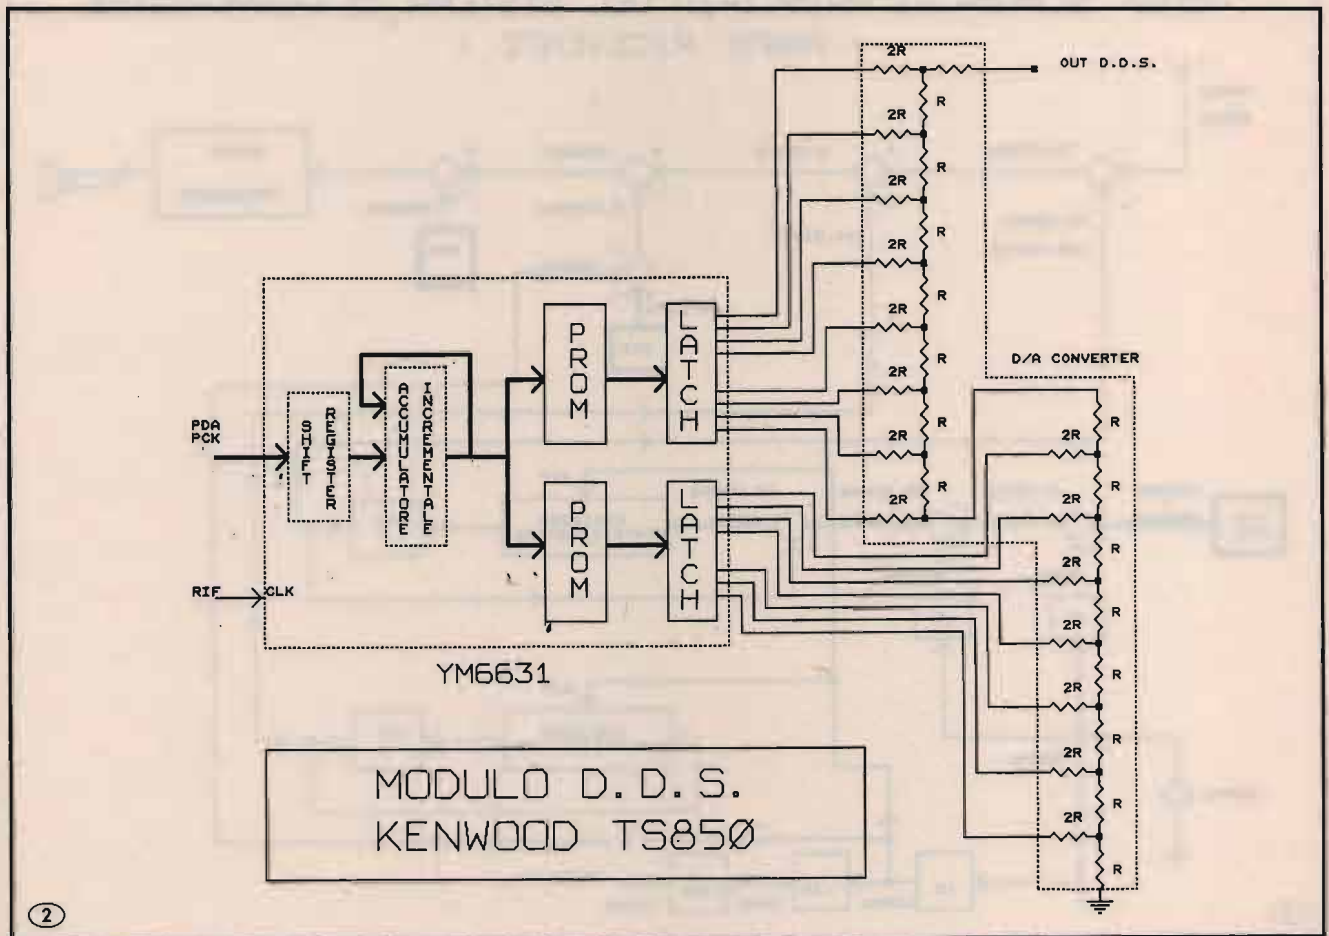 2R
OUT D.D.S.
R
2R
R
2R
R
2R
R
2R
R
2R
R
2R
R
2R
D/A CONVERTER
R
2R
R
2R
R
2R
R
2R
R
2R
R
2R
R
2R
R
PROM
LATCH
PROM
LATCH
PDA
PCK
SHIFT
REGISTER
ACCUMULATORE
INCREMENTALE
RIF
CLK
YM6631
MODULO D.D.S.
KENWOOD TS850
2